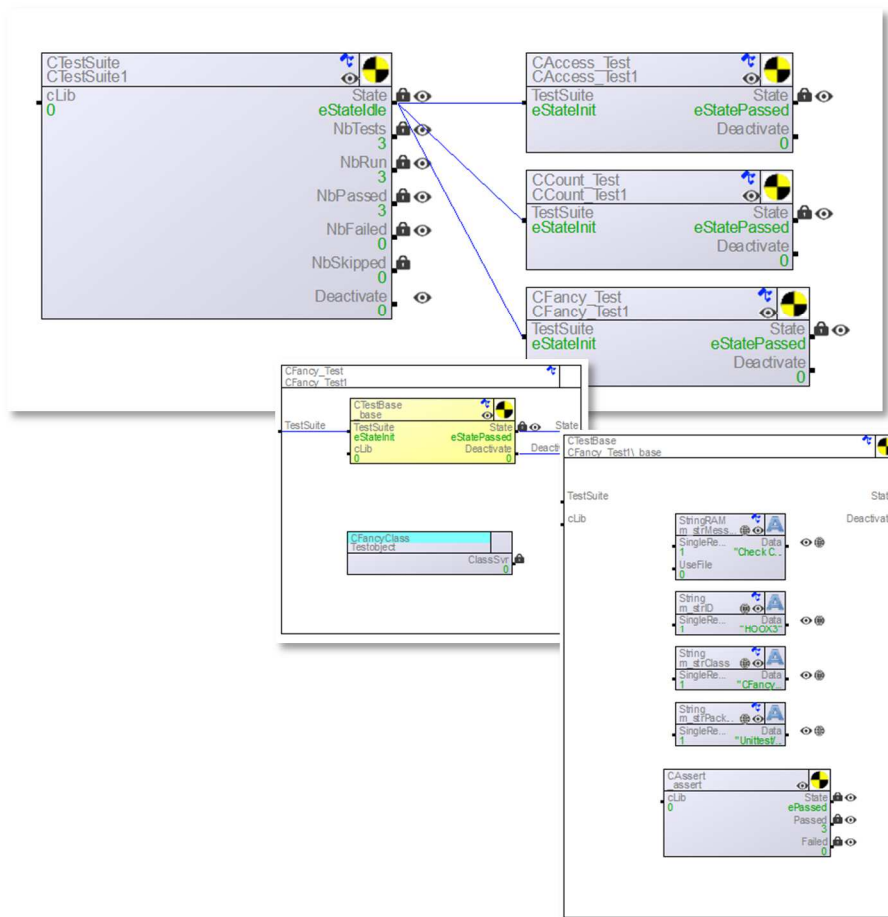 CTestSuite
CTestSuite1
cLib
0
State
eStateIdle
NbTests
3
NbRun
3
NbPassed
3
NbFailed
0
NbSkipped
0
Deactivate
0
CAccess_Test
CAccess_Test1
TestSuite
eStateInit
State
eStatePassed
Deactivate
0
CCount_Test
CCount_Test1
TestSuite
eStateInit
State
eStatePassed
Deactivate
0
CFancy_Test
CFancy_Test1
TestSuite
eStateInit
State
eStatePassed
Deactivate
0
CFancy_Test
CFancy_Test1
TestSuite
CTestBase
_base
TestSuite
eStateInit
cLib
0
State
eStatePassed
Deactivate
0
State
Deact
CFancyClass
Testobject
ClassSvr
0
CTestBase
CFancy_Test1\_base
TestSuite
cLib
Stat
Deactivat
StringRAM
m_strMess...
SingleRe...
1
Data
"Check C..
UseFile
0
String
m_strID
SingleRe...
1
Data
"HOOX3"
String
m_strClass
SingleRe...
1
Data
"CFancy..
String
m_strPack..
SingleRe...
1
Data
"Unittest/..
CAssert
_assert
cLib
0
State
ePassed
Passed
3
Failed
0